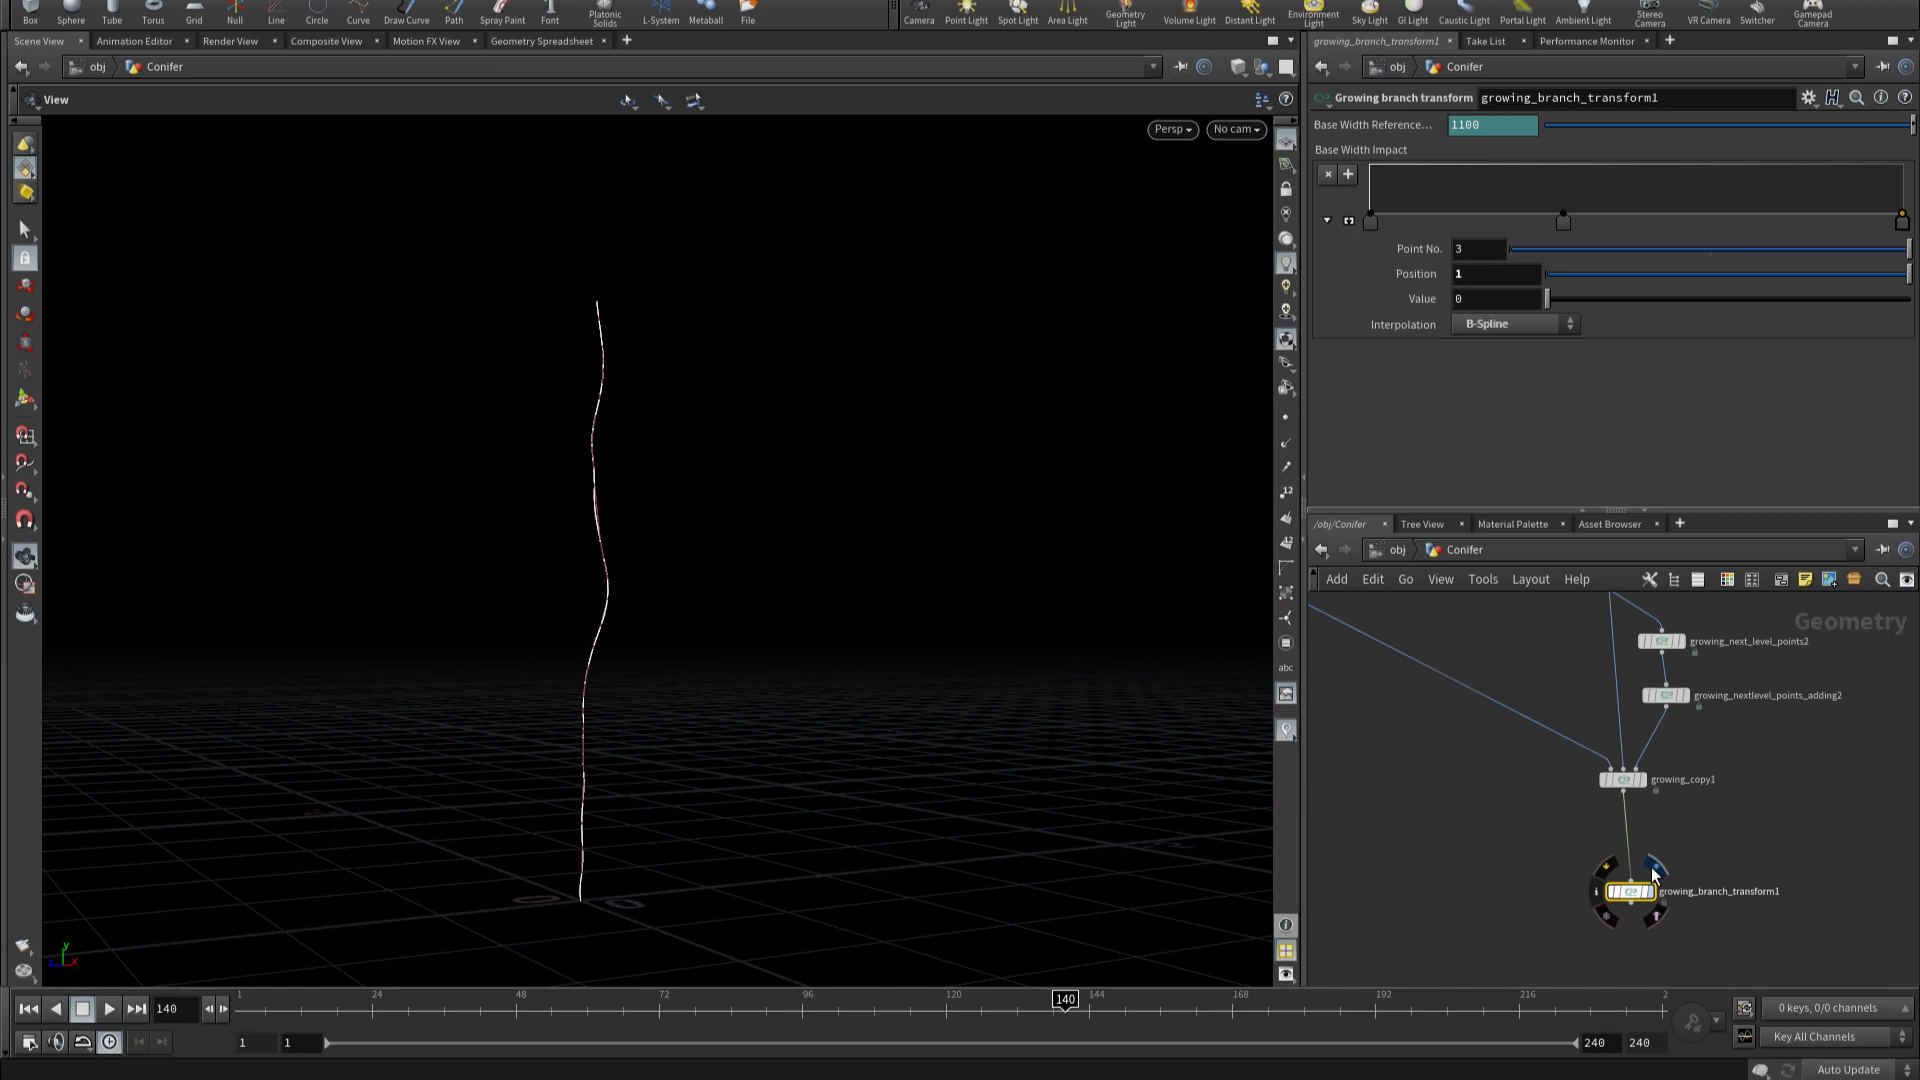 Box Sphere Tube Torus Grid Null Line Circle Curve Draw Curve Path Spray Paint Font Platonic Solids L-System Metaball File
Camera Point Light Spot Light Area Light Geometry Light Volume Light Distant Light Environment Light Sky Light GI Light Caustic Light Portal Light Ambient Light Stereo Camera VR Camera Switcher Gamepad Camera
Scene View Animation Editor Render View Composite View Motion FX View Geometry Spreadsheet
growing_branch_transform1 Take List Performance Monitor
obj Conifer
obj Conifer
View
Growing branch transform growing_branch_transform1
Persp No cam
Base Width Reference... 1100
Base Width Impact
Point No. 3
Position 1
Value 0
Interpolation B-Spline
12
12
abc
/obj/Conifer Tree View Material Palette Asset Browser
obj Conifer
Add Edit Go View Tools Layout Help
Geometry
growing_next_level_points2
growing_nextlevel_points_adding2
growing_copy1
growing_branch_transform1
y
z x
140
1 24 48 72 96 120 140 144 168 192 216 2
0 keys, 0/0 channels
1 1 240 240
Key All Channels
Auto Update